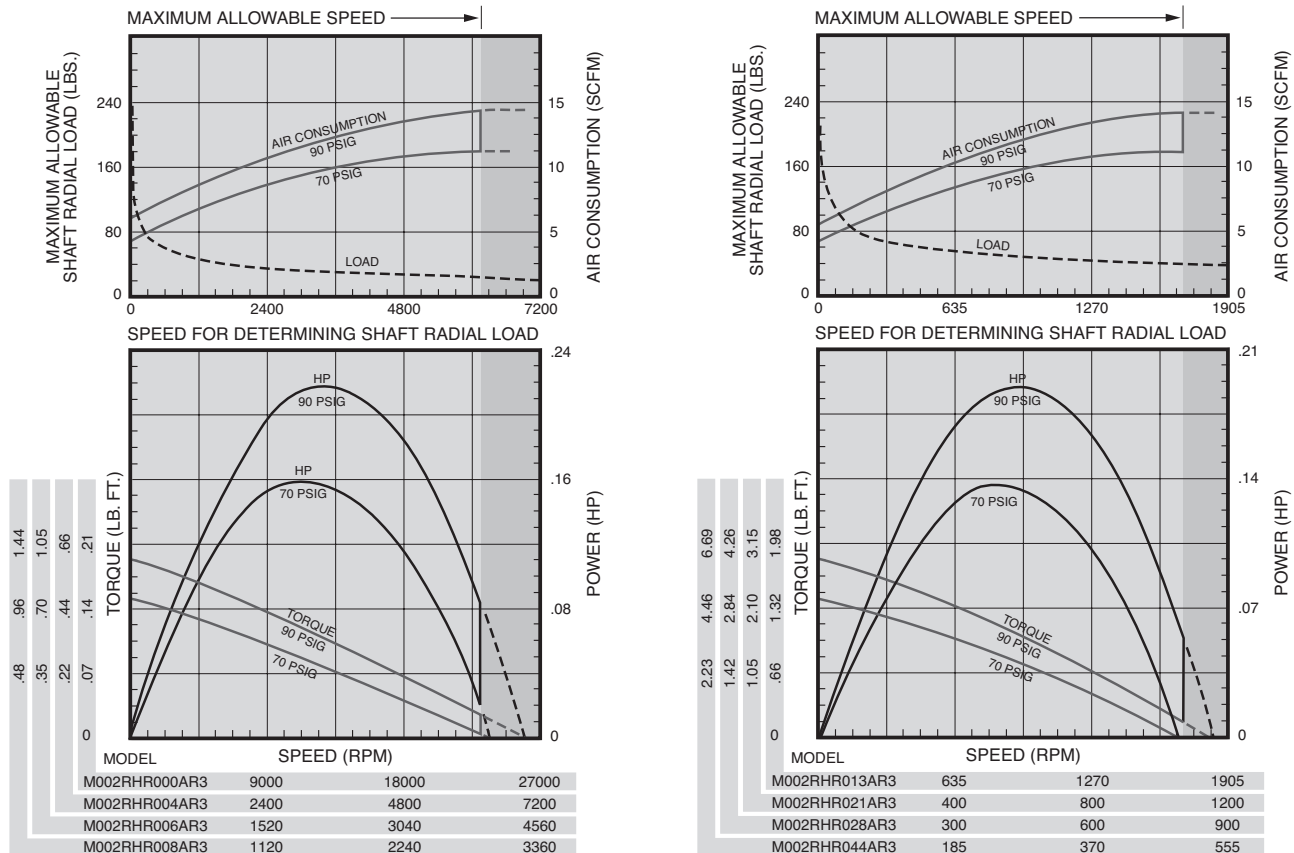 MAXIMUM ALLOWABLE SPEED
MAXIMUM ALLOWABLE
SHAFT RADIAL LOAD (LBS.)
240
160
80
0
AIR CONSUMPTION
90 PSIG
70 PSIG
LOAD
15
10
5
0
AIR CONSUMPTION (SCFM)
0 2400 4800 7200
SPEED FOR DETERMINING SHAFT RADIAL LOAD
HP
90 PSIG
HP
70 PSIG
TORQUE
90 PSIG
70 PSIG
.24
.16
.08
0
POWER (HP)
TORQUE (LB. FT.)
1.44 1.05 .66 .21
.96 .70 .44 .14
.48 .35 .22 .07
0
MODEL SPEED (RPM)
M002RHR000AR3 9000 18000 27000
M002RHR004AR3 2400 4800 7200
M002RHR006AR3 1520 3040 4560
M002RHR008AR3 1120 2240 3360
MAXIMUM ALLOWABLE SPEED
MAXIMUM ALLOWABLE
SHAFT RADIAL LOAD (LBS.)
240
160
80
0
AIR CONSUMPTION
90 PSIG
70 PSIG
LOAD
15
10
5
0
AIR CONSUMPTION (SCFM)
0 635 1270 1905
SPEED FOR DETERMINING SHAFT RADIAL LOAD
HP
90 PSIG
70 PSIG
TORQUE
90 PSIG
70 PSIG
.21
.14
.07
0
POWER (HP)
TORQUE (LB. FT.)
6.69 4.26 3.15 1.98
4.46 2.84 2.10 1.32
2.23 1.42 1.05 .66
0
MODEL SPEED (RPM)
M002RHR013AR3 635 1270 1905
M002RHR021AR3 400 800 1200
M002RHR028AR3 300 600 900
M002RHR044AR3 185 370 555